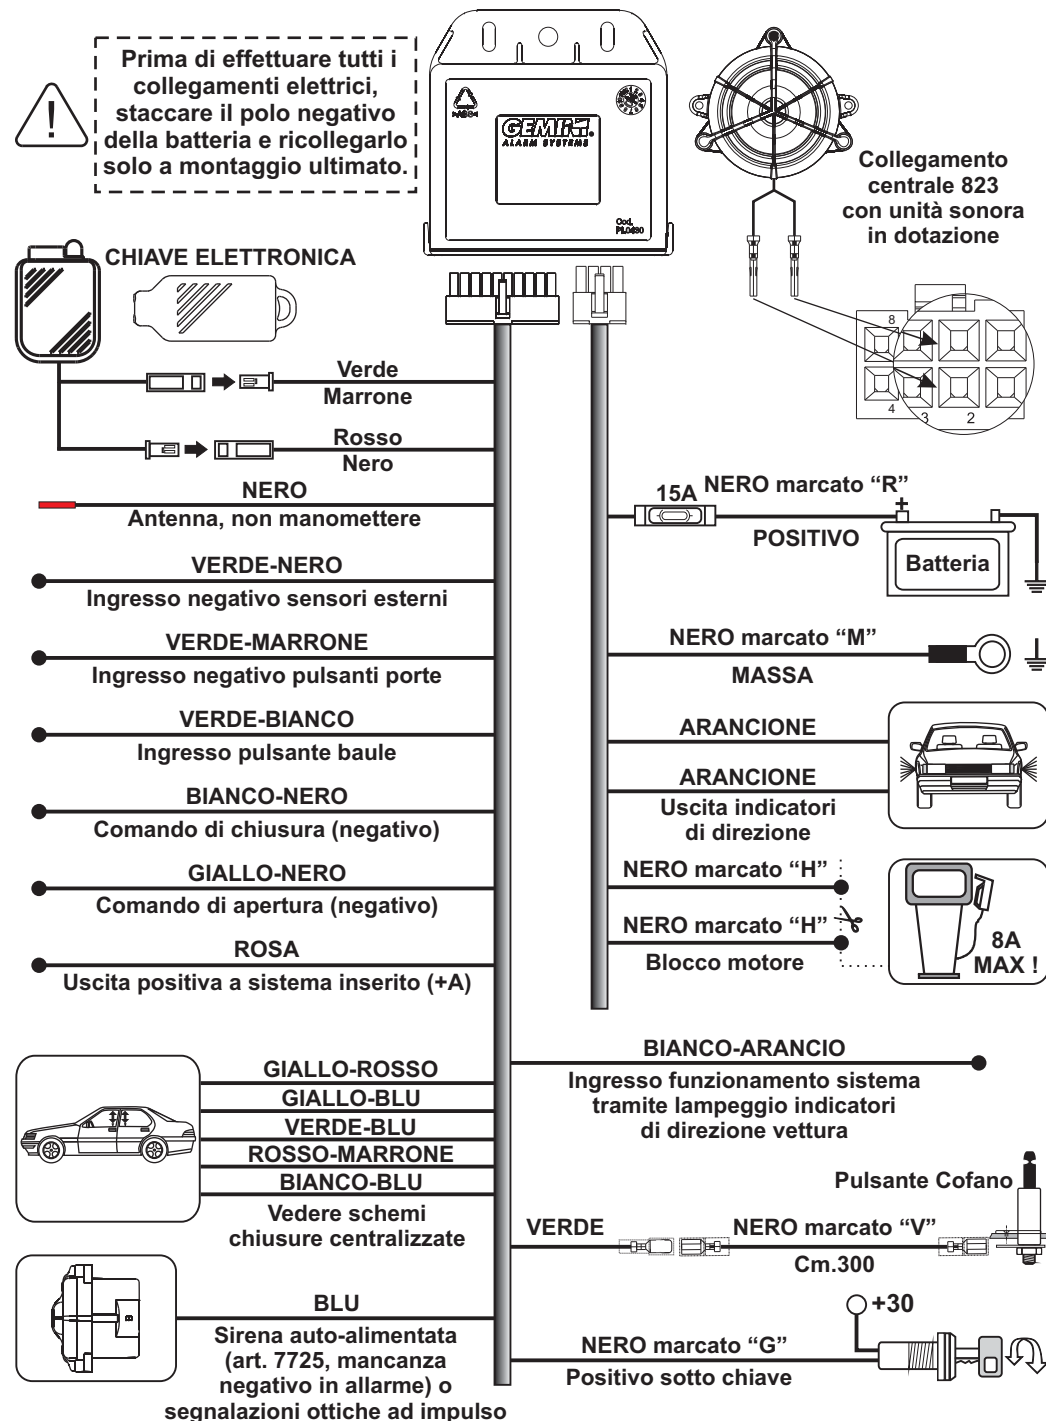 Prima di effettuare tutti i
collegamenti elettrici,
staccare il polo negativo
della batteria e ricollegarlo
solo a montaggio ultimato.
!
>ABS<
GEMINI.
ALARM SYSTEMS
Cod.
Collegamento
centrale 823
con unità sonora
in dotazione
8
4
3
2
CHIAVE ELETTRONICA
Verde
Marrone
Rosso
Nero
NERO
Antenna, non manomettere
VERDE-NERO
Ingresso negativo sensori esterni
VERDE-MARRONE
Ingresso negativo pulsanti porte
VERDE-BIANCO
Ingresso pulsante baule
BIANCO-NERO
Comando di chiusura (negativo)
GIALLO-NERO
Comando di apertura (negativo)
ROSA
Uscita positiva a sistema inserito (+A)
GIALLO-ROSSO
GIALLO-BLU
VERDE-BLU
ROSSO-MARRONE
BIANCO-BLU
Vedere schemi
chiusure centralizzate
BLU
Sirena auto-alimentata
(art. 7725, mancanza
negativo in allarme) o
segnalazioni ottiche ad impulso
15A
NERO marcato “R”
+
POSITIVO
Batteria
NERO marcato “M”
MASSA
ARANCIONE
ARANCIONE
Uscita indicatori
di direzione
NERO marcato “H”
NERO marcato “H”
Blocco motore
8A
MAX !
BIANCO-ARANCIO
Ingresso funzionamento sistema
tramite lampeggio indicatori
di direzione vettura
Pulsante Cofano
VERDE
NERO marcato “V”
Cm.300
+30
NERO marcato “G”
Positivo sotto chiave